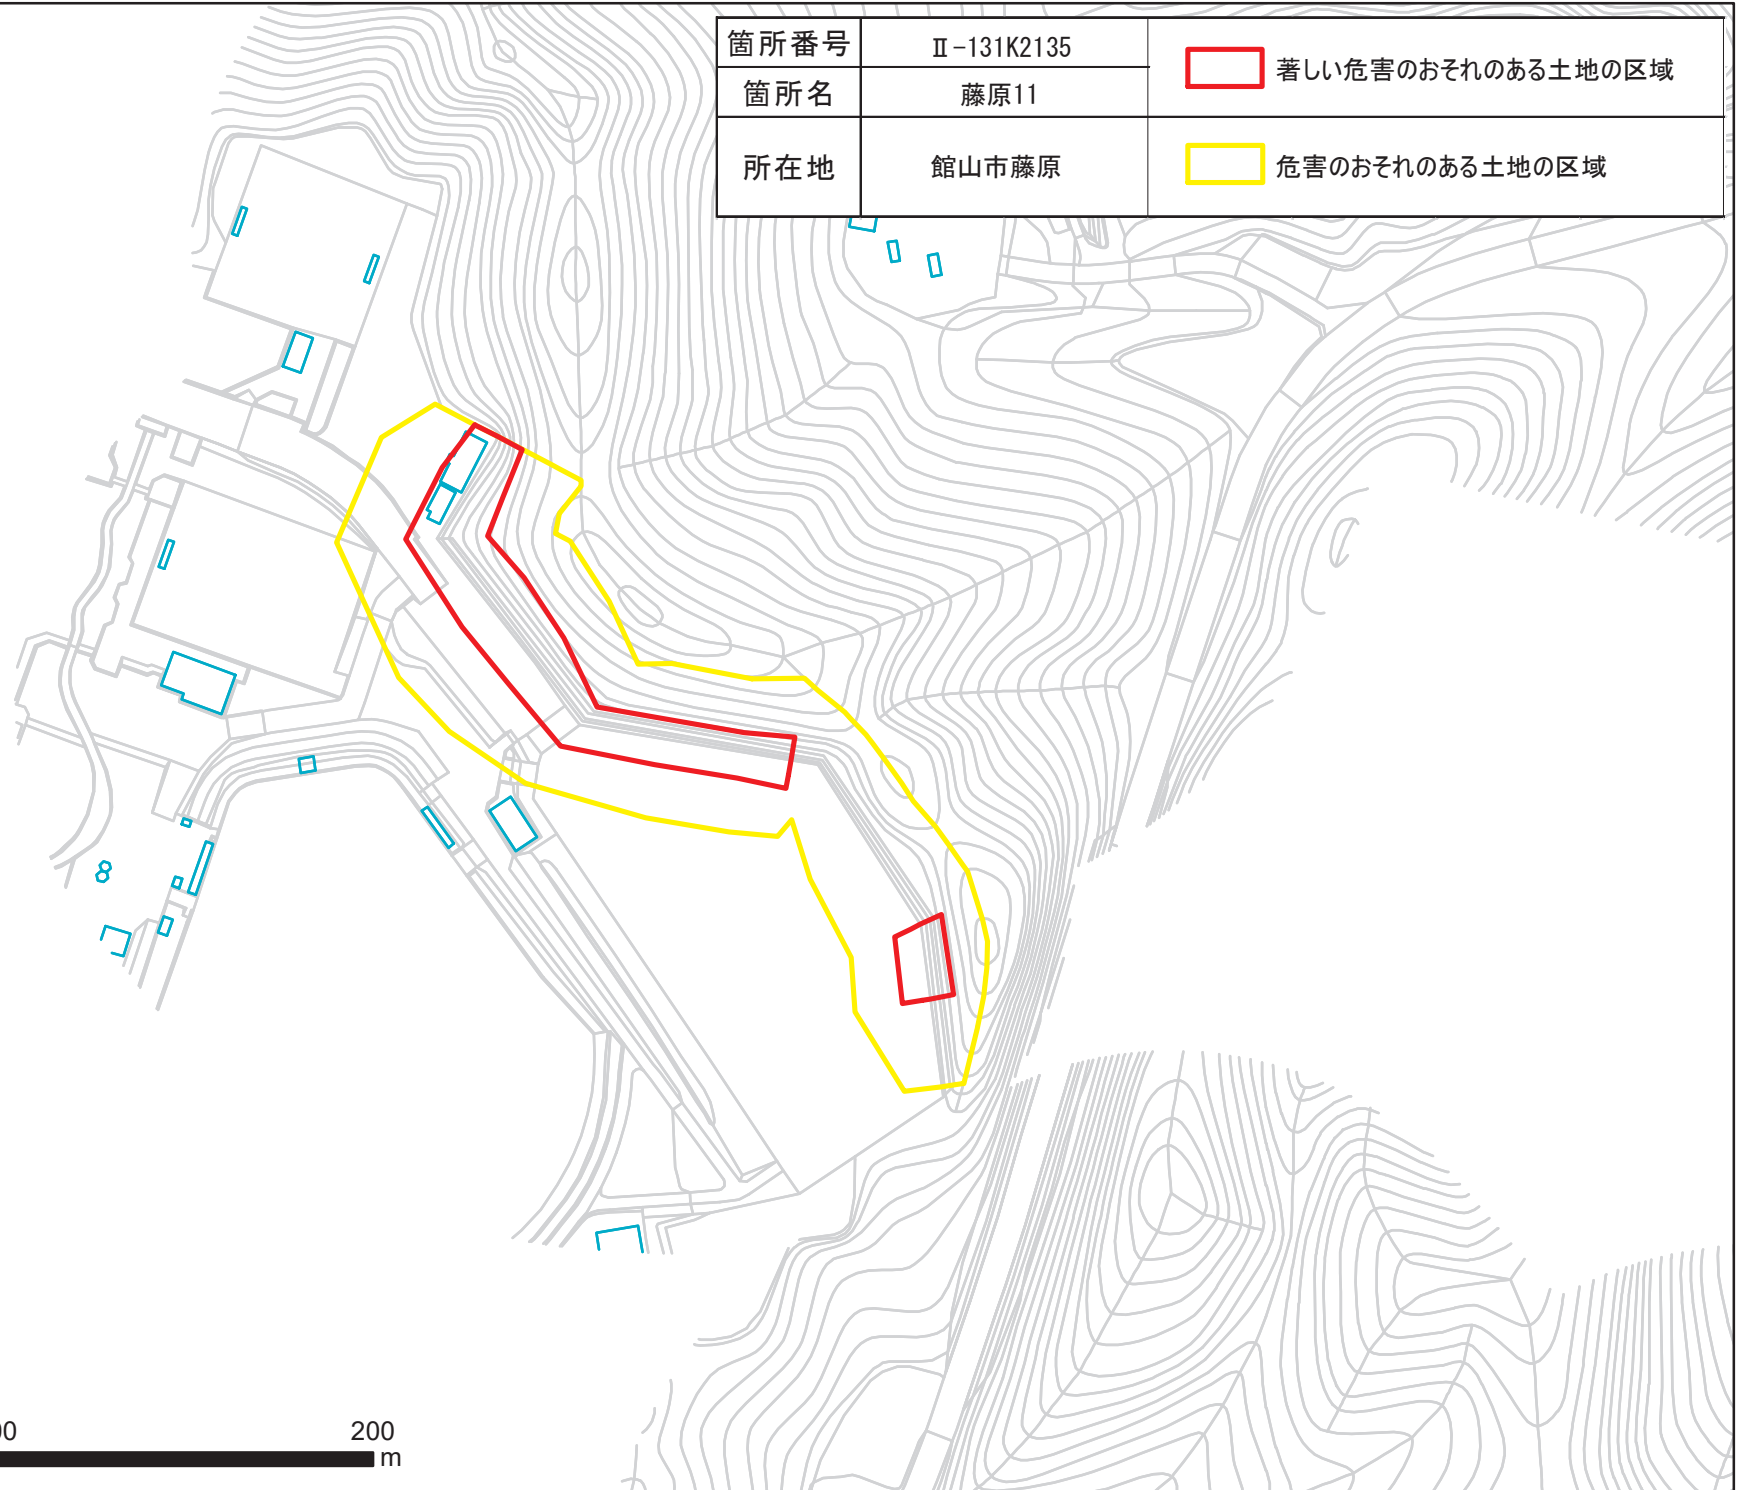 箇所番号 Ⅱ-131K2135
箇所名 藤原11
所在地 館山市藤原
著しい危害のおそれのある土地の区域
危害のおそれのある土地の区域
00 200
m